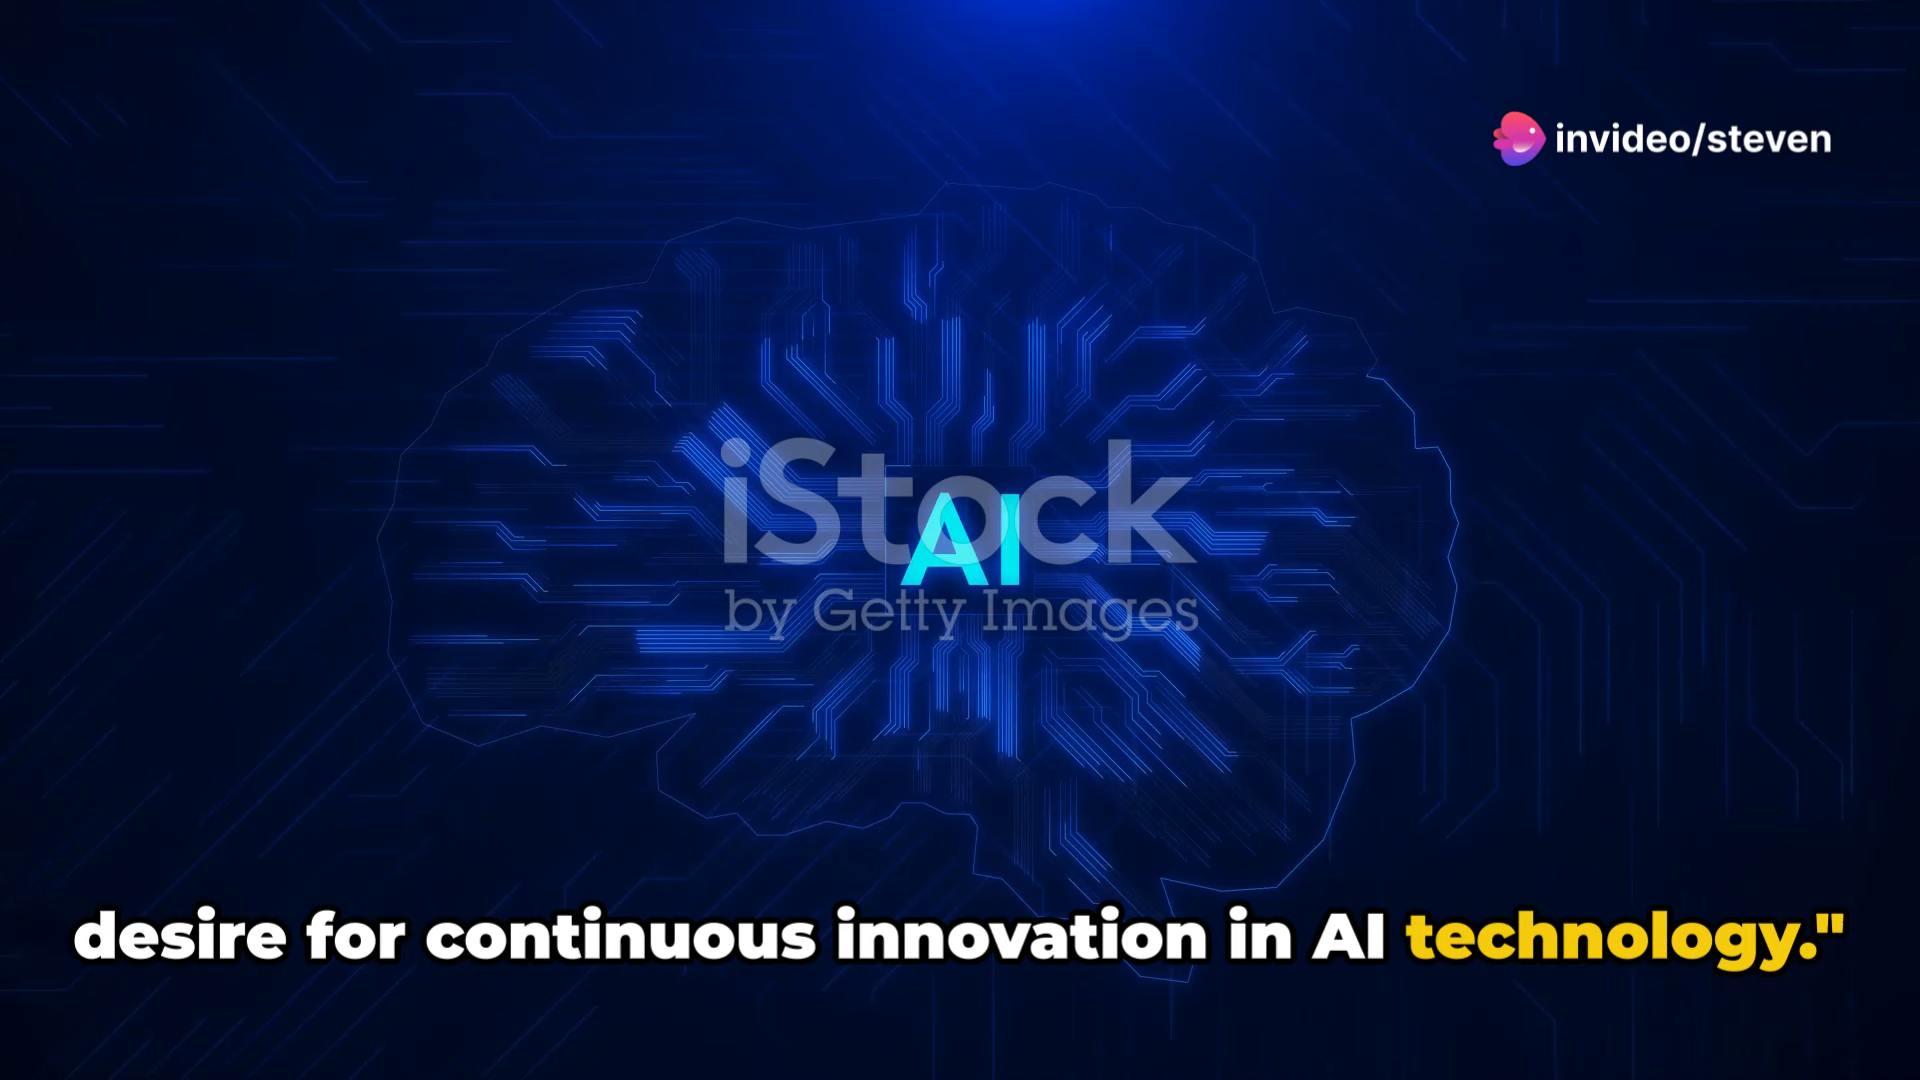 invideo/steven
iStock
AI
by Getty Images
desire for continuous innovation in AI technology."